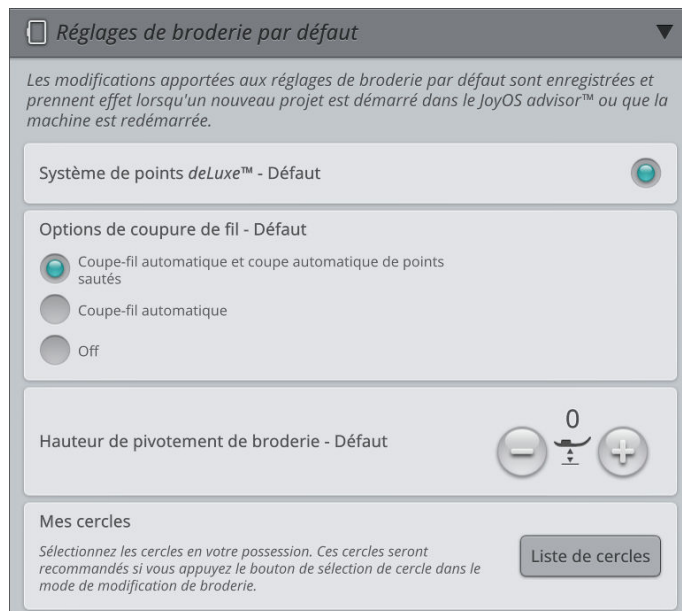 Réglages de broderie par défaut
Les modifications apportées aux réglages de broderie par défaut sont enregistrées et
prennent effet lorsqu'un nouveau projet est démarré dans le JoyOS advisor™ ou que la
machine est redémarrée.
Système de points deLuxe™ - Défaut
Options de coupure de fil - Défaut
Coupe-fil automatique et coupe automatique de points
sautés
Coupe-fil automatique
Off
0
Hauteur de pivotement de broderie - Défaut
Mes cercles
Sélectionnez les cercles en votre possession. Ces cercles seront
recommandés si vous appuyez le bouton de sélection de cercle dans le
mode de modification de broderie.
Liste de cercles